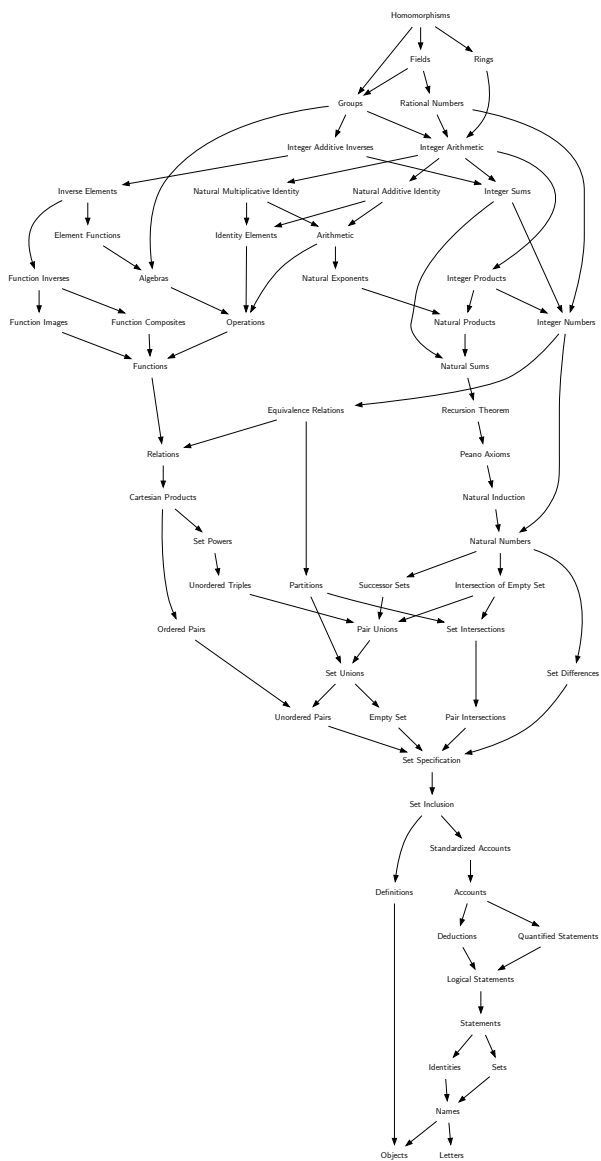 Homomorphisms
Fields
Rings
Groups
Rational Numbers
Integer Additive Inverses
Integer Arithmetic
Inverse Elements
Natural Multiplicative Identity
Natural Additive Identity
Integer Sums
Element Functions
Identity Elements
Arithmetic
Function Inverses
Algebras
Natural Exponents
Integer Products
Function Images
Function Composites
Operations
Natural Products
Integer Numbers
Functions
Natural Sums
Equivalence Relations
Recursion Theorem
Relations
Peano Axioms
Cartesian Products
Natural Induction
Set Powers
Natural Numbers
Unordered Triples
Partitions
Successor Sets
Intersection of Empty Set
Ordered Pairs
Pair Unions
Set Intersections
Set Unions
Set Differences
Unordered Pairs
Empty Set
Pair Intersections
Set Specification
Set Inclusion
Standardized Accounts
Definitions
Accounts
Deductions
Quantified Statements
Logical Statements
Statements
Identities
Sets
Names
Objects
Letters